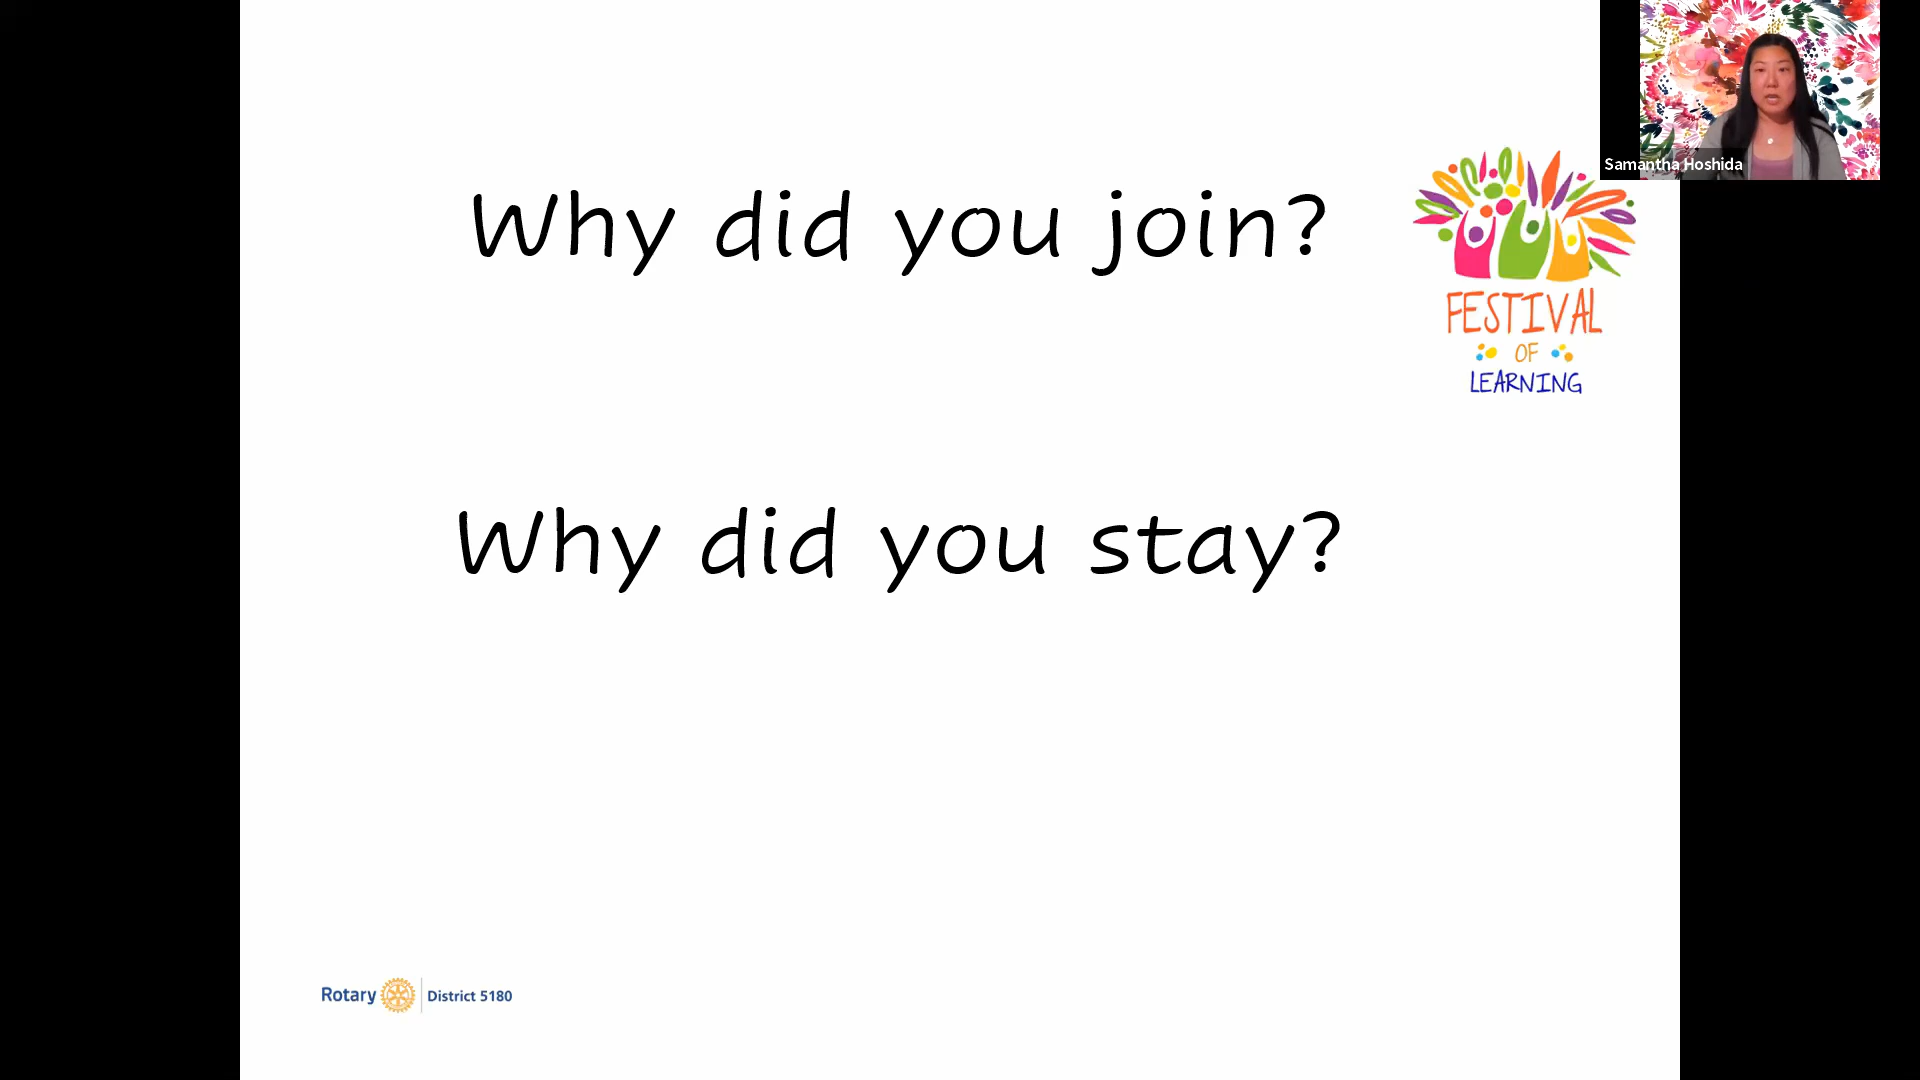 Why did you join?
Why did you stay?
FESTIVAL
OF
LEARNING
Samantha Hoshida
Rotary
District 5180